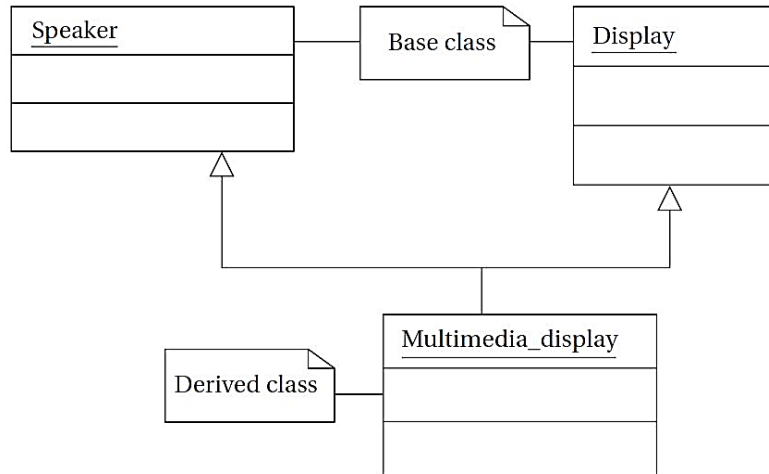 Speaker
Base class
Display
Multimedia_display
Derived class